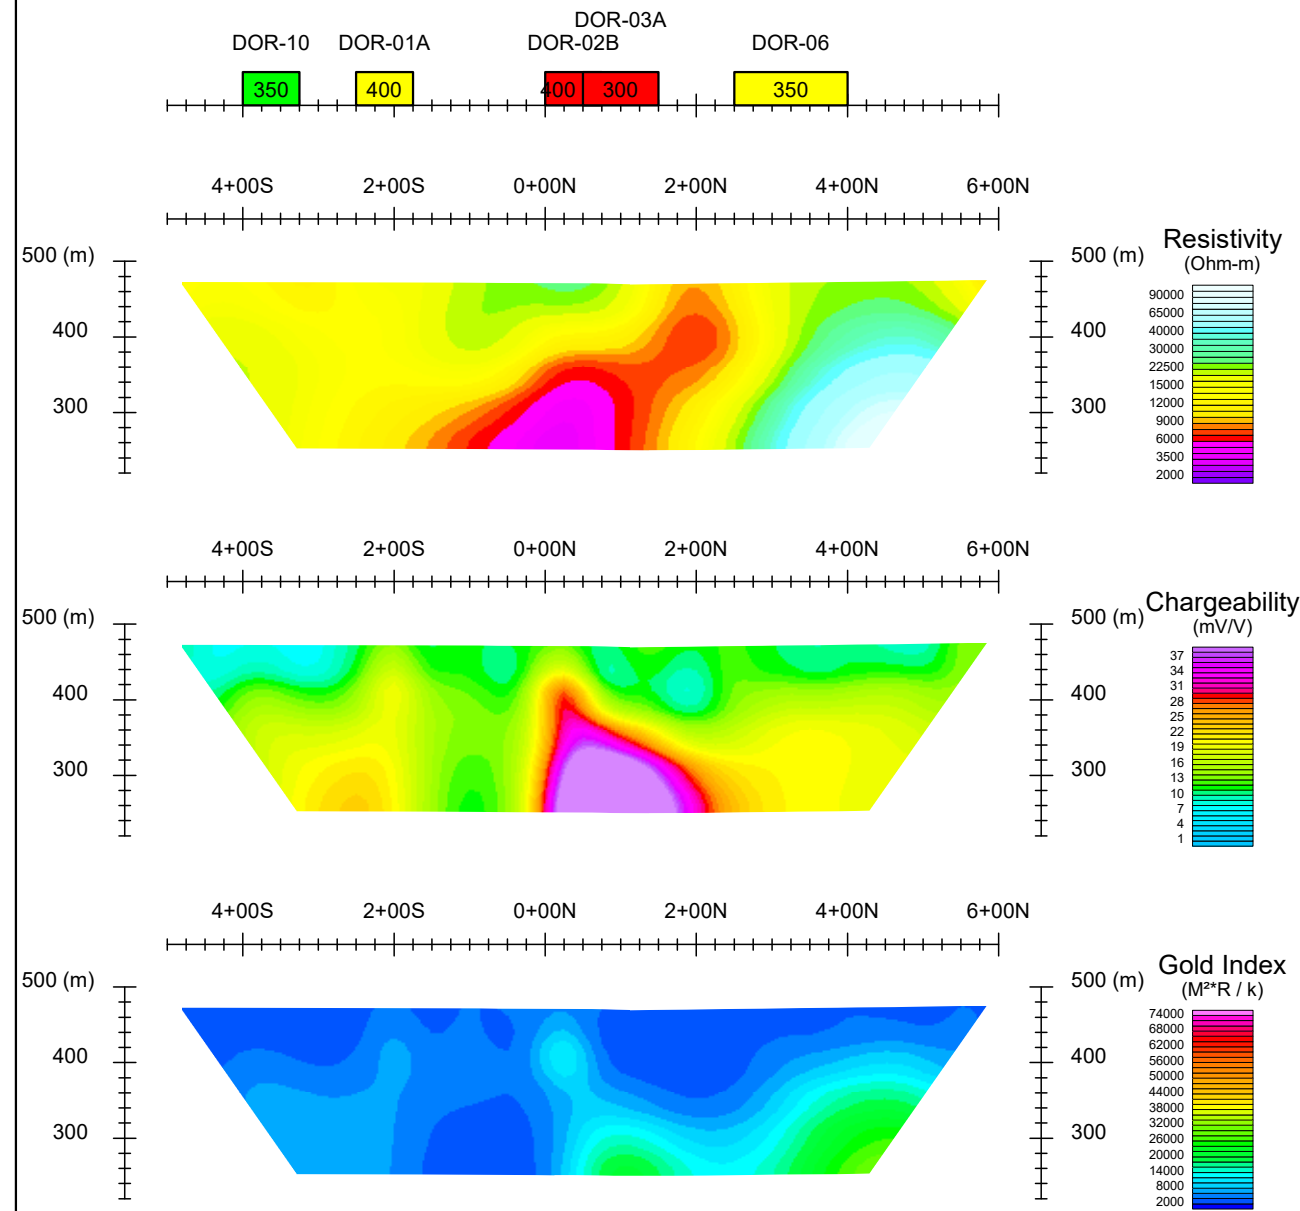 DOR-03A
DOR-10 DOR-01A DOR-02B DOR-06
350 400 400 300 350
4+00S 2+00S 0+00N 2+00N 4+00N 6+00N
500 (m) 500 (m)
400 400
300 300
Resistivity
(Ohm-m)
90000
65000
40000
30000
22500
15000
12000
9000
6000
3500
2000
4+00S 2+00S 0+00N 2+00N 4+00N 6+00N
500 (m) 500 (m)
400 400
300 300
Chargeability
(mV/V)
37
34
31
28
25
22
19
16
13
10
7
4
1
4+00S 2+00S 0+00N 2+00N 4+00N 6+00N
500 (m) 500 (m)
400 400
300 300
Gold Index
(M²*R / k)
74000
68000
62000
56000
50000
44000
38000
32000
26000
20000
14000
8000
2000